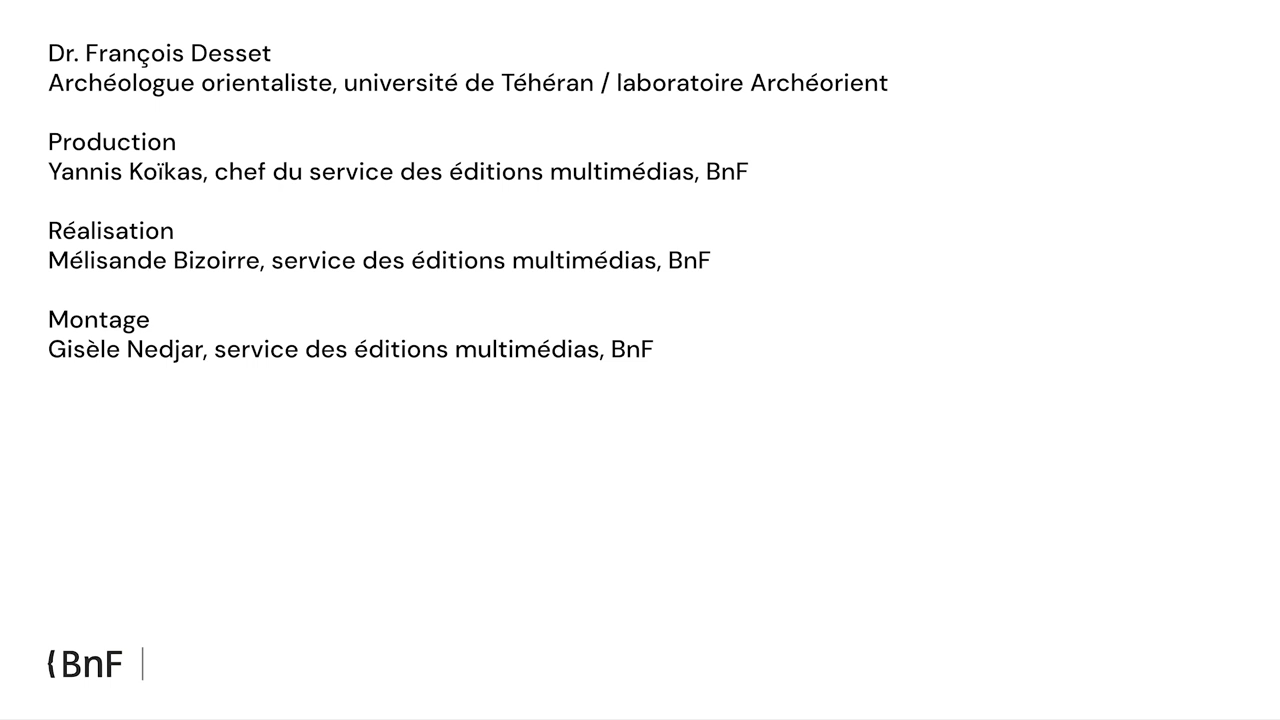 Dr. François Desset
Archéologue orientaliste, université de Téhéran / laboratoire Archéorient
Production
Yannis Koïkas, chef du service des éditions multimédias, BnF
Réalisation
Mélisande Bizoirre, service des éditions multimédias, BnF
Montage
Gisèle Nedjar, service des éditions multimédias, BnF
BnF